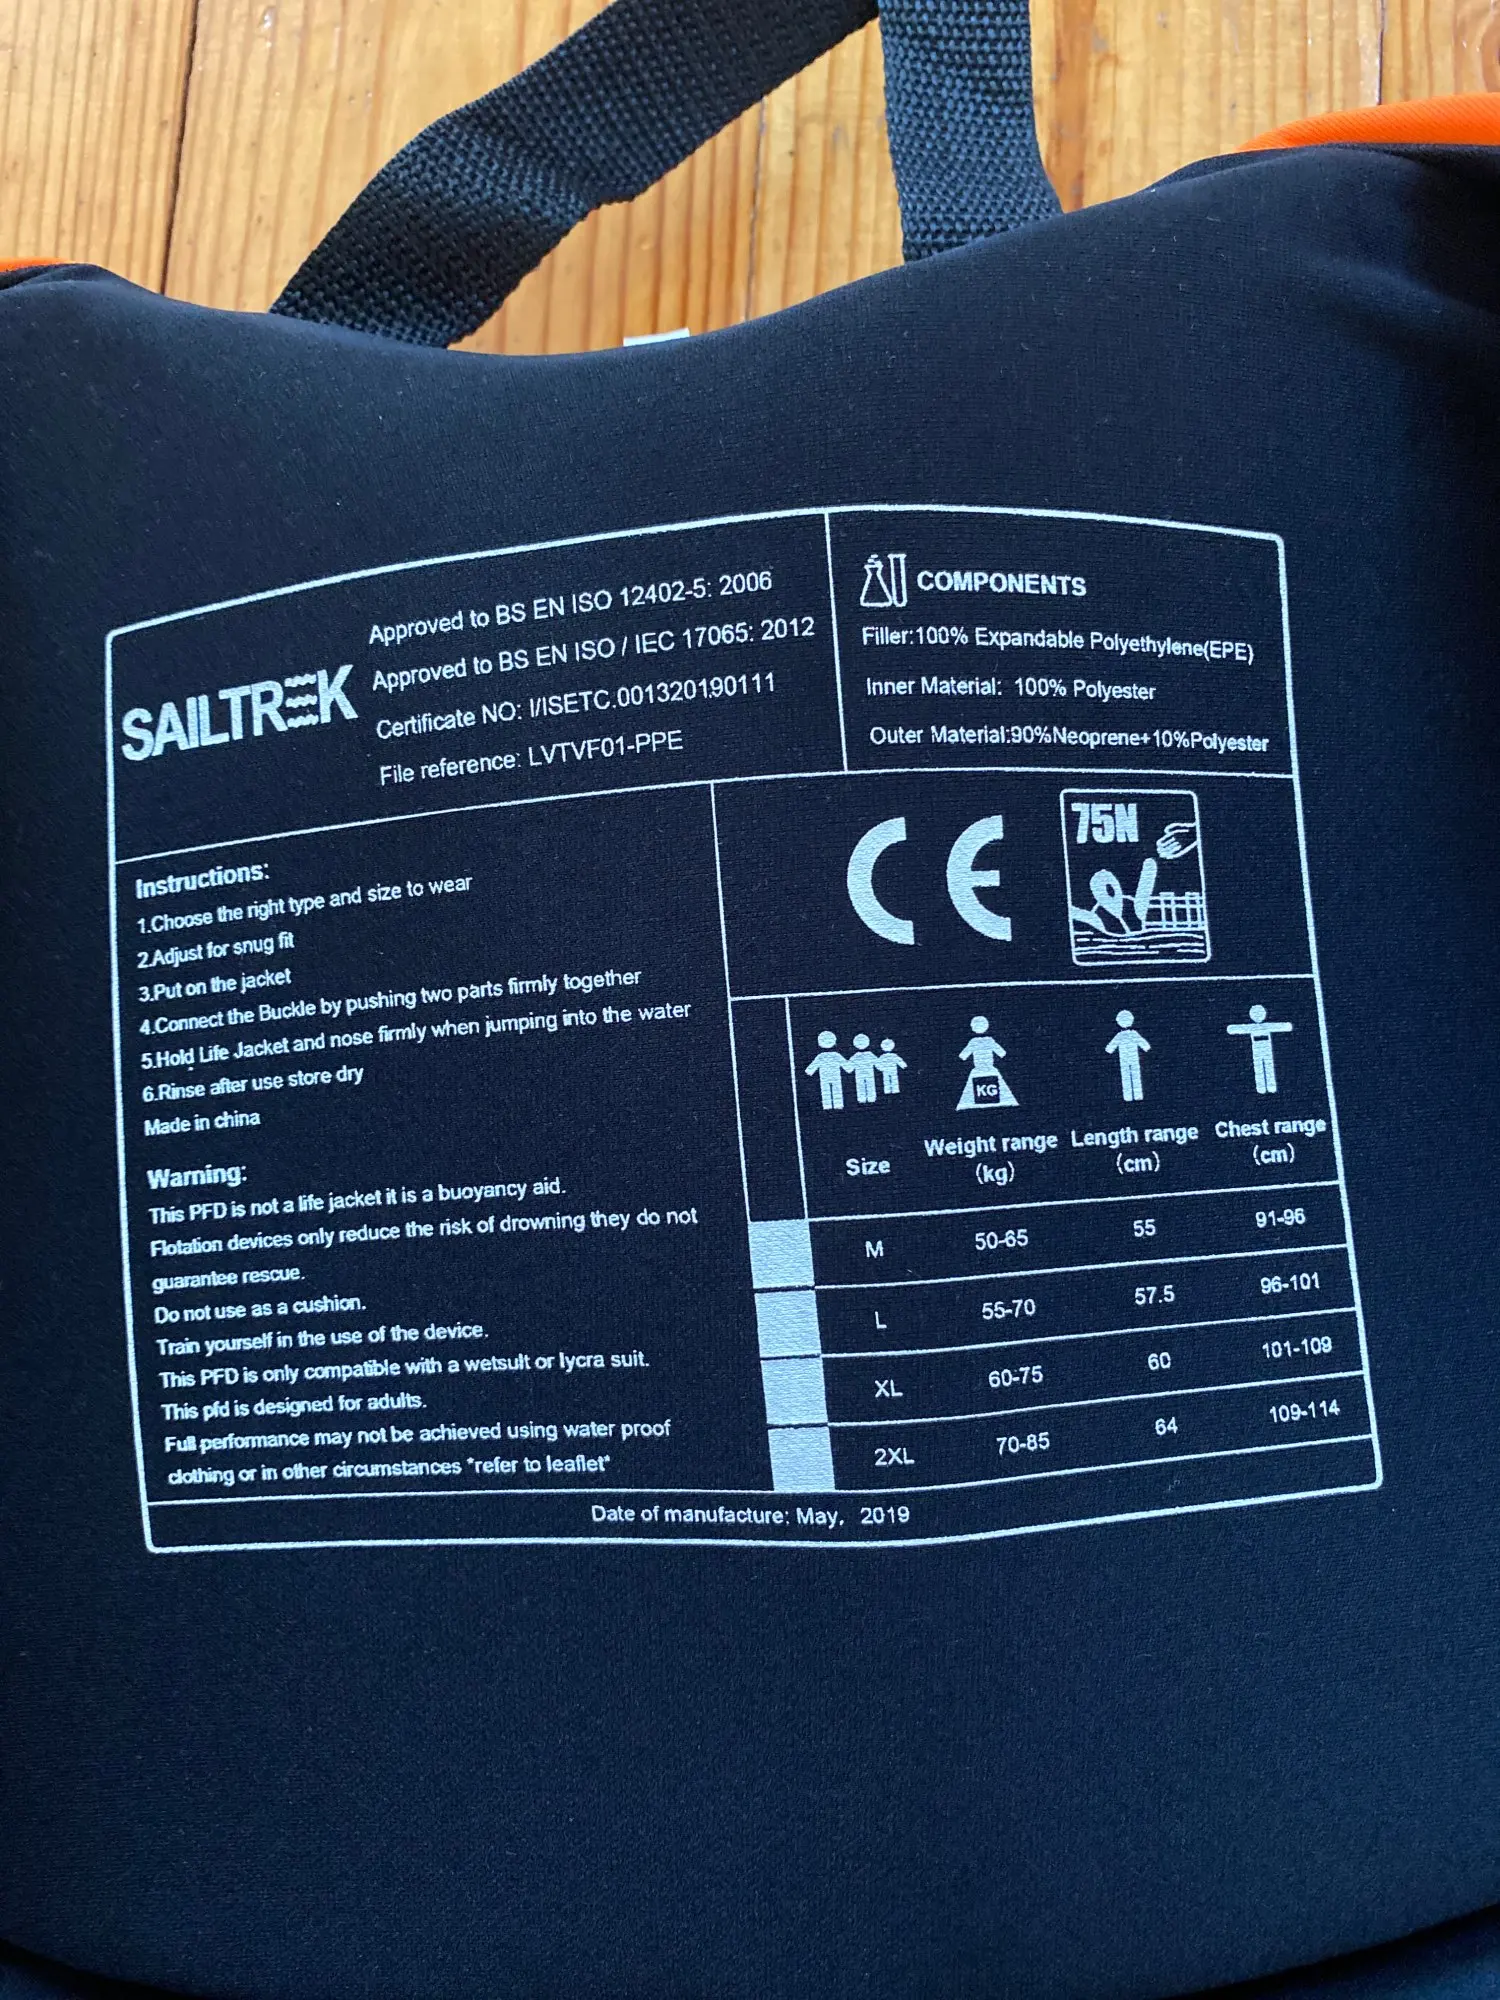 SAILTREK
Approved to BS EN ISO 12402-5: 2006
Approved to BS EN ISO / IEC 17065: 2012
Certificate NO: I/ISETC.001320190111
File reference: LVTVF01-PPE
COMPONENTS
Filler:100% Expandable Polyethylene(EPE)
Inner Material: 100% Polyester
Outer Material:90%Neoprene+10%Polyester
Instructions:
1.Choose the right type and size to wear
2.Adjust for snug fit
3.Put on the jacket
4.Connect the Buckle by pushing two parts firmly together
5.Hold Life Jacket and nose firmly when jumping into the water
6.Rinse after use store dry
Made in china
Warning:
This PFD is not a life jacket it is a buoyancy aid.
Flotation devices only reduce the risk of drowning they do not
guarantee rescue.
Do not use as a cushion.
Train yourself in the use of the device.
This PFD is only compatible with a wetsult or lycra suit.
This pfd is designed for adults.
Full performance may not be achieved using water proof
clothing or in other circumstances *refer to leaflet*
CE
75N
KG
Size Weight range (kg) Length range (cm) Chest range (cm)
M 50-65 55 91-96
L 55-70 57.5 96-101
XL 60-75 60 101-109
2XL 70-85 64 109-114
Date of manufacture: May, 2019